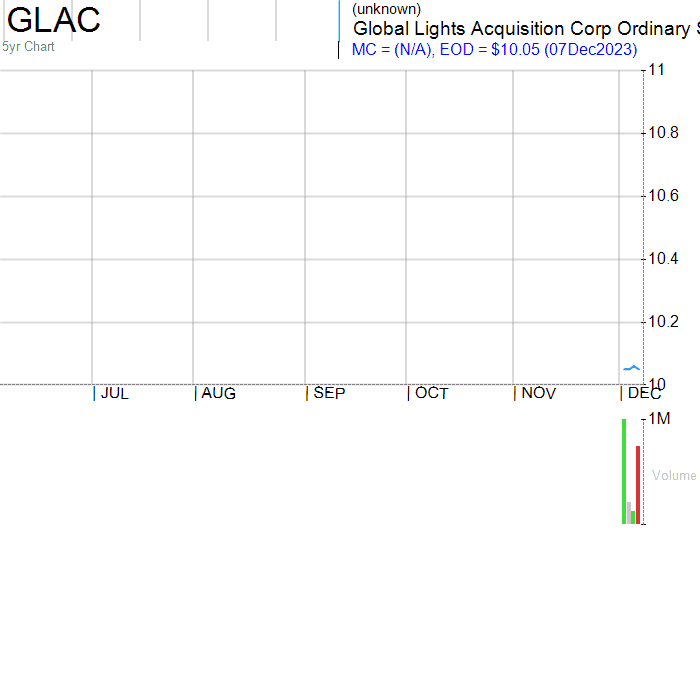 GLAC
5yr Chart
(unknown)
Global Lights Acquisition Corp Ordinary
MC = (N/A), EOD = $10.05 (07Dec2023)
11
10.8
10.6
10.4
10.2
10
JUL AUG SEP OCT NOV DEC
1M
Volume